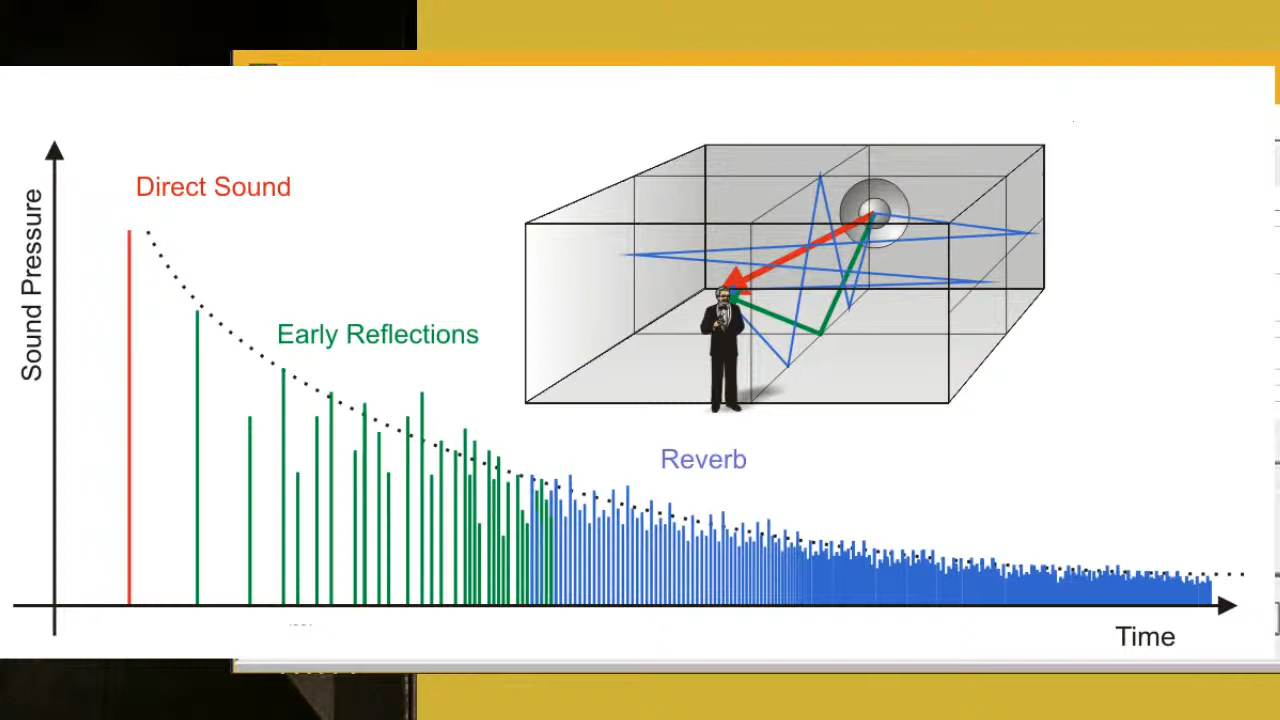 Direct Sound
Sound Pressure
Early Reflections
Reverb
Time